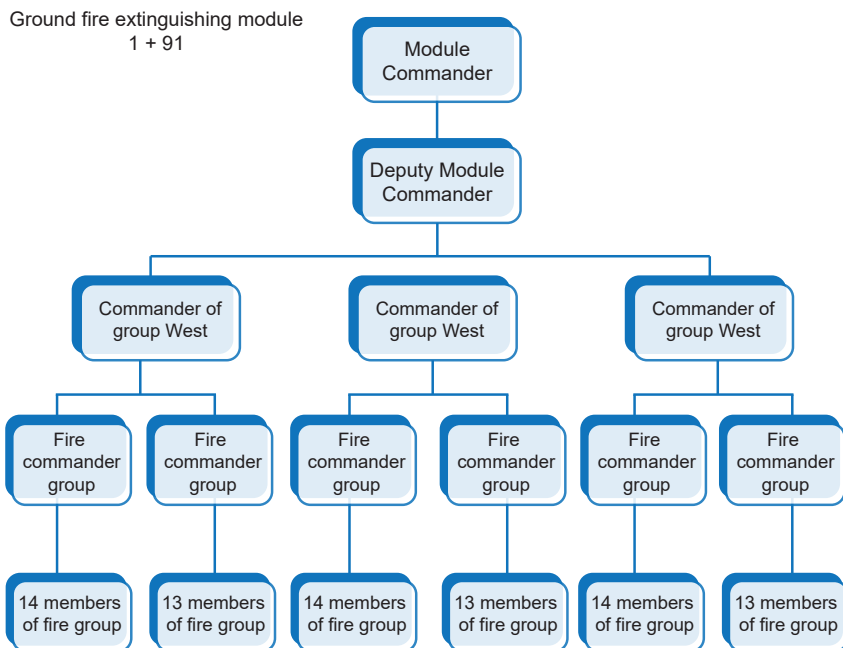 Ground fire extinguishing module
1 + 91
Module
Commander
Deputy Module
Commander
Commander of
group West
Commander of
group West
Commander of
group West
Fire
commander
group
Fire
commander
group
Fire
commander
group
Fire
commander
group
Fire
commander
group
Fire
commander
group
14 members
of fire group
13 members
of fire group
14 members
of fire group
13 members
of fire group
14 members
of fire group
13 members
of fire group